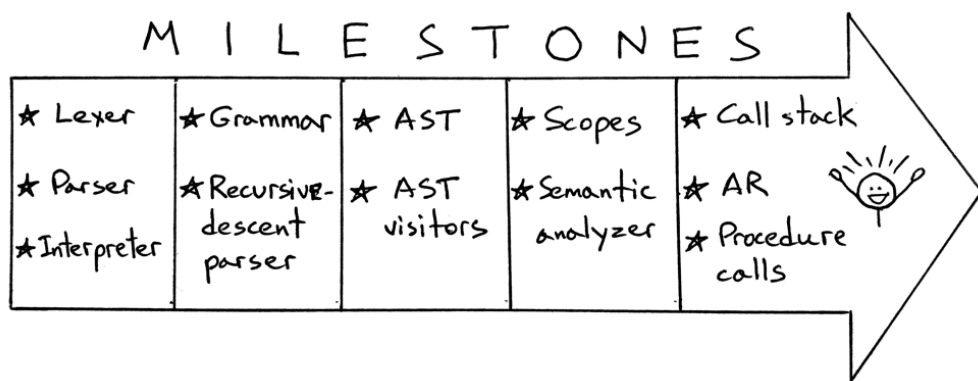 MILESTONES
★ Lexer
★ Parser
★ Interpreter
★ Grammar
★ Recursive-
descent
parser
★ AST
★ AST
visitors
★ Scopes
★ Semantic
analyzer
★ Call stack
★ AR
★ Procedure
calls